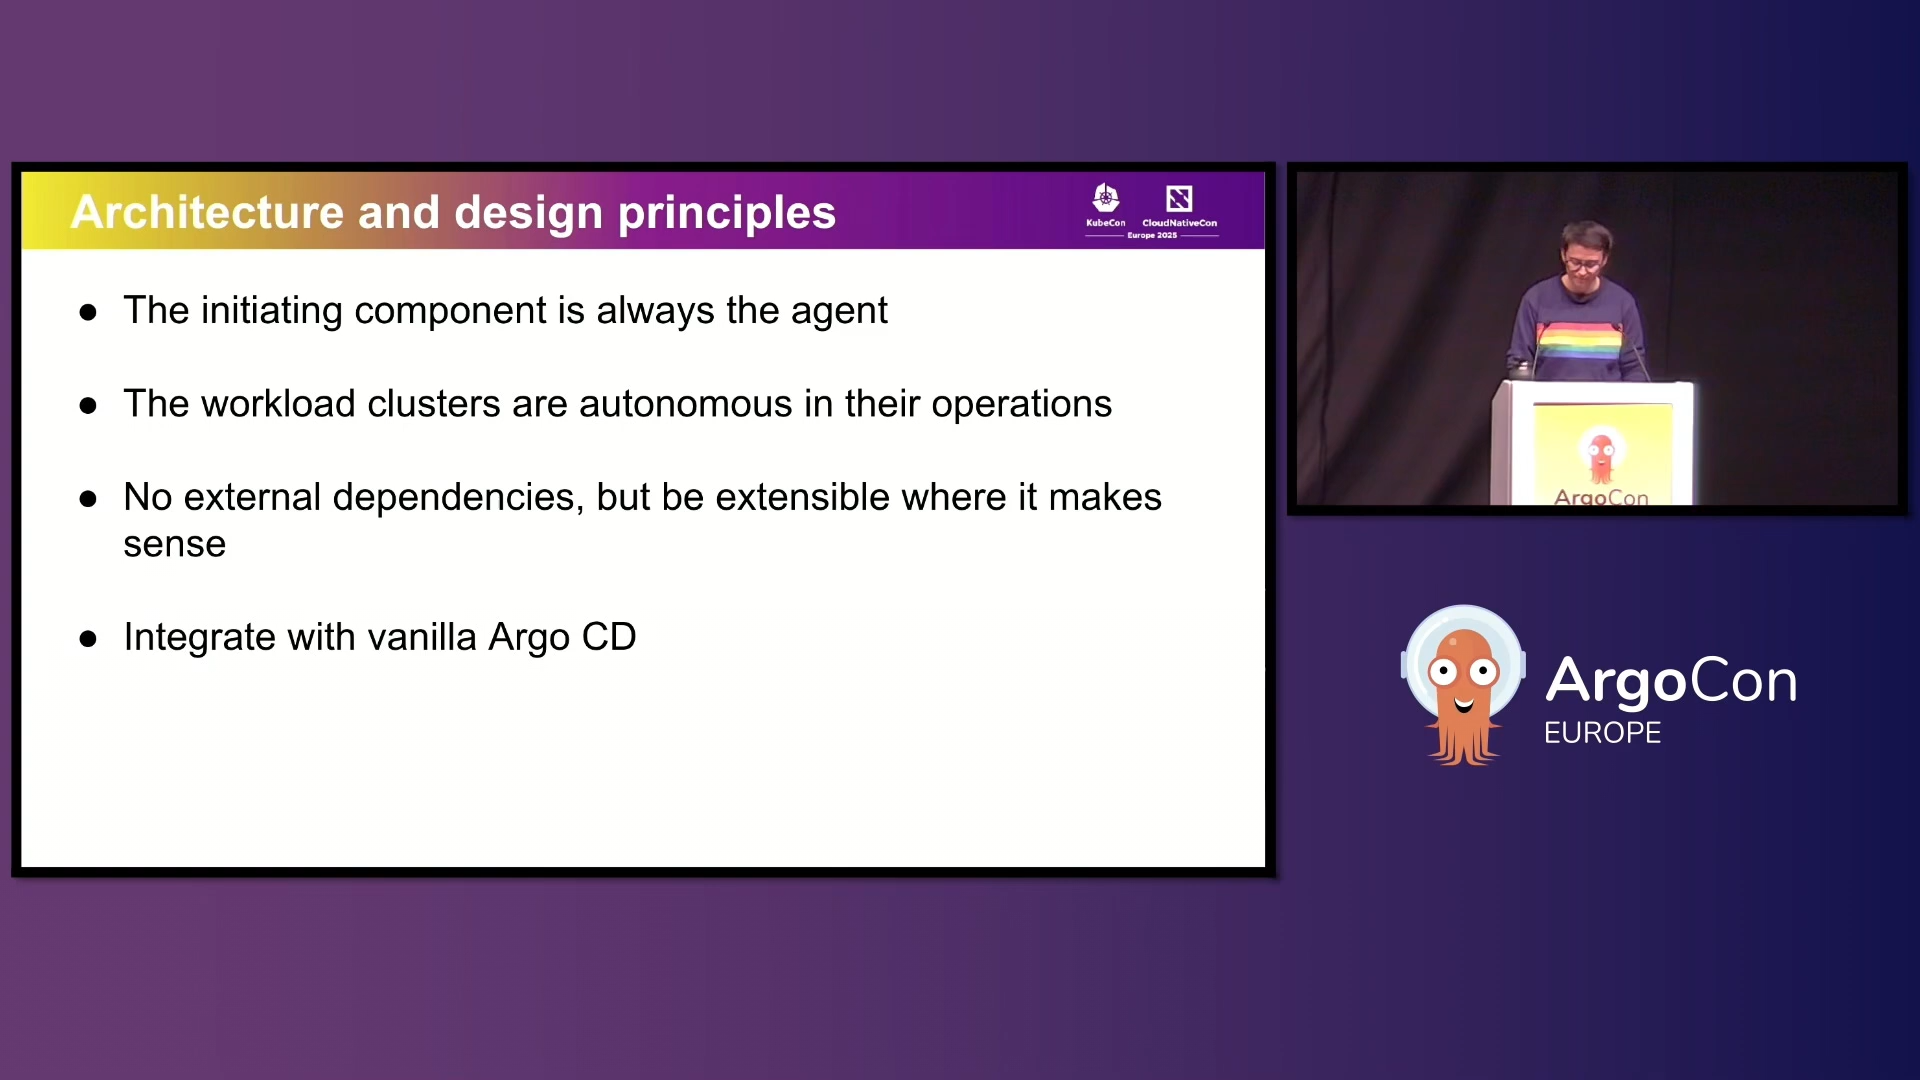 Architecture and design principles
KubeCon
CloudNativeCon
Europe 2025
● The initiating component is always the agent
● The workload clusters are autonomous in their operations
● No external dependencies, but be extensible where it makes
sense
● Integrate with vanilla Argo CD
ArgoCon
ArgoCon
EUROPE